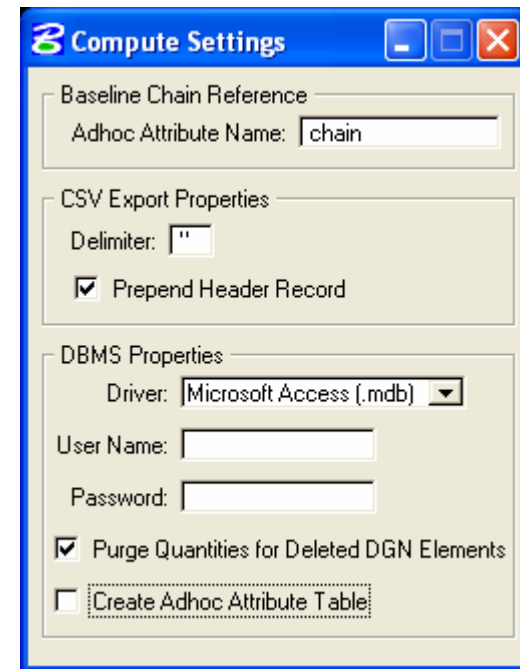 Compute Settings
Baseline Chain Reference
Adhoc Attribute Name: chain
CSV Export Properties
Delimiter: "
Prepend Header Record
DBMS Properties
Driver: Microsoft Access (.mdb)
User Name:
Password:
Purge Quantities for Deleted DGN Elements
Create Adhoc Attribute Table